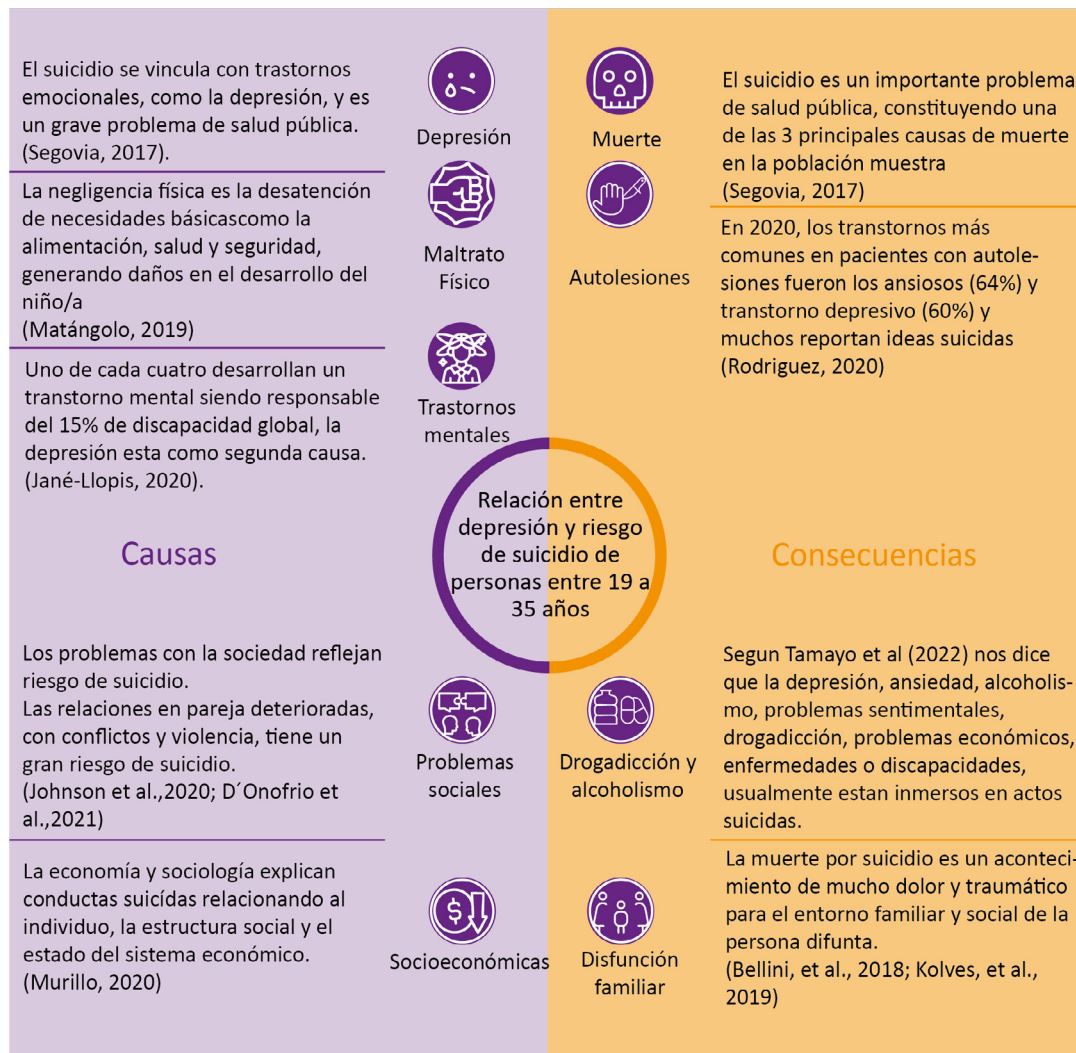 El suicidio se vincula con trastornos
emocionales, como la depresión, y es
un grave problema de salud pública.
(Segovia, 2017).
Depresión
La negligencia física es la desatención
de necesidades básicascomo la
alimentación, salud y seguridad,
generando daños en el desarrollo del
niño/a
(Matángolo, 2019)
Maltrato
Físico
Uno de cada cuatro desarrollan un
transtorno mental siendo responsable
del 15% de discapacidad global, la
depresión esta como segunda causa.
(Jané-Llopis, 2020).
Trastornos
mentales
Muerte
El suicidio es un importante problema
de salud pública, constituyendo una
de las 3 principales causas de muerte
en la población muestra
(Segovia, 2017)
Autolesiones
En 2020, los transtornos más
comunes en pacientes con autole-
siones fueron los ansiosos (64%) y
transtorno depresivo (60%) y
muchos reportan ideas suicidas
(Rodriguez, 2020)
Causas
Relación entre
depresión y riesgo
de suicidio de
personas entre 19 a
35 años
Consecuencias
Los problemas con la sociedad reflejan
riesgo de suicidio.
Las relaciones en pareja deterioradas,
con conflictos y violencia, tiene un
gran riesgo de suicidio.
(Johnson et al.,2020; D´Onofrio et
al.,2021)
Problemas
sociales
La economía y sociología explican
conductas suicídas relacionando al
individuo, la estructura social y el
estado del sistema económico.
(Murillo, 2020)
Socioeconómicas
Drogadicción y
alcoholismo
Segun Tamayo et al (2022) nos dice
que la depresión, ansiedad, alcoholis-
mo, problemas sentimentales,
drogadicción, problemas económicos,
enfermedades o discapacidades,
usualmente estan inmersos en actos
suicidas.
Disfunción
familiar
La muerte por suicidio es un aconteci-
miento de mucho dolor y traumático
para el entorno familiar y social de la
persona difunta.
(Bellini, et al., 2018; Kolves, et al.,
2019)